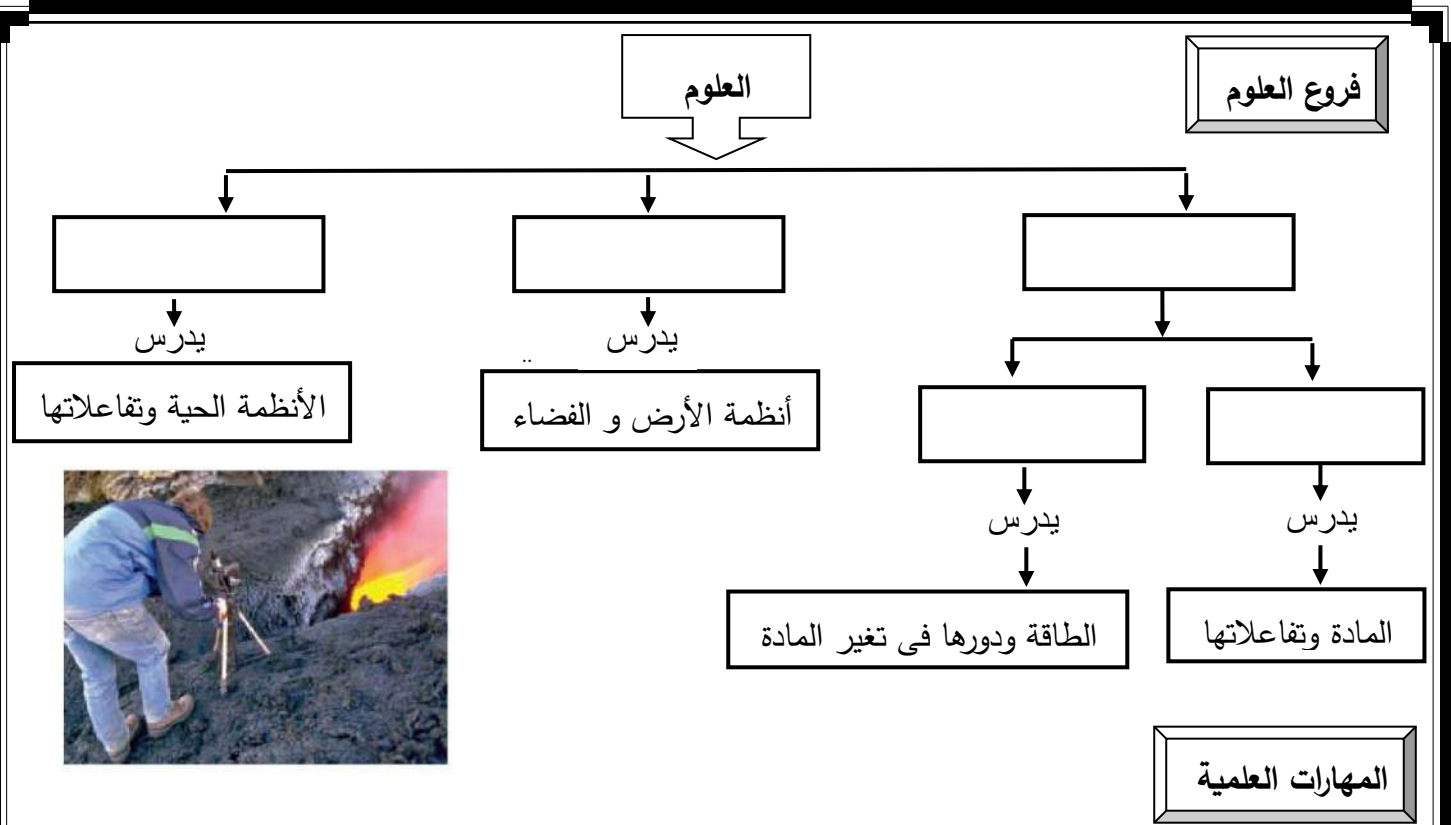 فروع العلوم
العلوم
يدرس
يدرس
أنظمة الأرض و الفضاء
الأنظمة الحية وتفاعلاتها
يدرس
يدرس
المادة وتفاعلاتها
الطاقة ودورها فى تغير المادة
المهارات العلمية